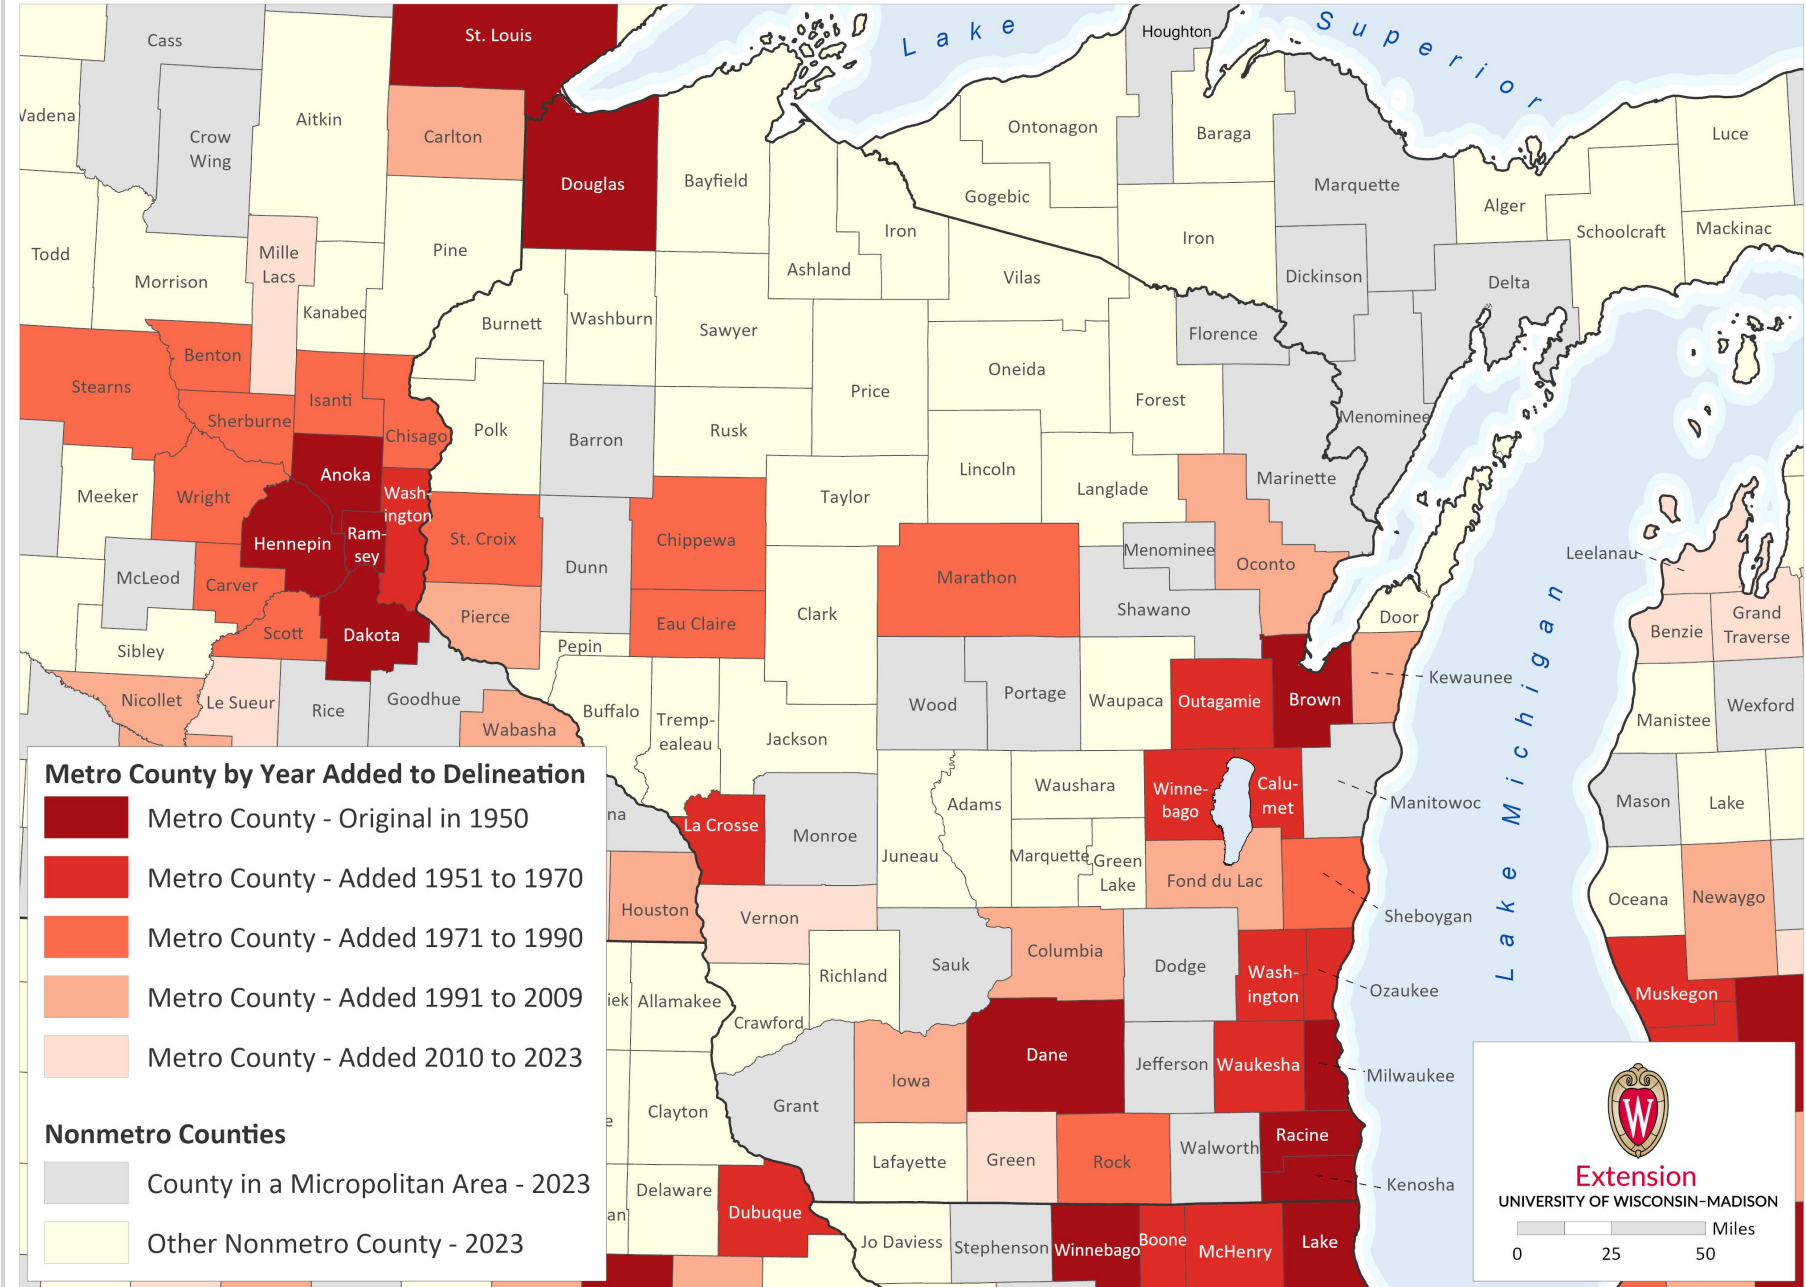 Lake Superior
Cass
St. Louis
Houghton
Vadena
Crow
Wing
Aitkin
Carlton
Douglas
Bayfield
Ontonagon
Baraga
Luce
Gogebic
Marquette
Alger
Schoolcraft
Mackinac
Todd
Morrison
Mille
Lacs
Kanabec
Pine
Ashland
Iron
Vilas
Iron
Dickinson
Delta
Burnett
Washburn
Sawyer
Florence
Stearns
Benton
Sherburne
Isanti
Chisago
Polk
Barron
Rusk
Price
Oneida
Forest
Menominee
Marinette
Meeker
Wright
Anoka
Wash-
ington
Hennepin
Ram-
sey
St. Croix
Dunn
Chippewa
Taylor
Lincoln
Langlade
Menominee
Oconto
Leelanau
McLeod
Carver
Scott
Dakota
Pierce
Pepin
Eau Claire
Clark
Marathon
Shawano
Door
Benzie
Grand
Traverse
Sibley
Nicollet
Le Sueur
Rice
Goodhue
Wabasha
Buffalo
Tremp-
ealeau
Jackson
Wood
Portage
Waupaca
Outagamie
Brown
Kewaunee
Manistee
Wexford
Lake Michigan
na
La Crosse
Monroe
Juneau
Adams
Waushara
Marquette
Green
Lake
Winne-
bago
Calu-
met
Manitowoc
Mason
Lake
Houston
Vernon
Fond du Lac
Sheboygan
Oceana
Newaygo
iek
Allamakee
Crawford
Richland
Sauk
Columbia
Dodge
Wash-
ington
Ozaukee
Muskegon
e
Clayton
Grant
Iowa
Dane
Jefferson
Waukesha
Milwaukee
an
Delaware
Dubuque
Lafayette
Green
Rock
Walworth
Racine
Kenosha
Jo Daviess
Stephenson
Winnebago
Boone
McHenry
Lake
Metro County by Year Added to Delineation
Metro County - Original in 1950
Metro County - Added 1951 to 1970
Metro County - Added 1971 to 1990
Metro County - Added 1991 to 2009
Metro County - Added 2010 to 2023
Nonmetro Counties
County in a Micropolitan Area - 2023
Other Nonmetro County - 2023
W
Extension
UNIVERSITY OF WISCONSIN–MADISON
Miles
0 25 50